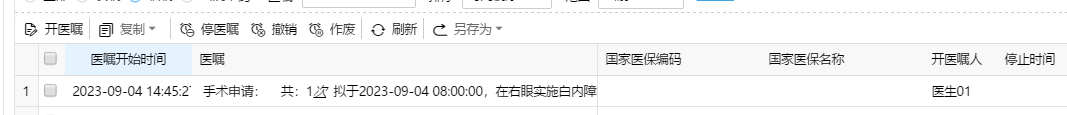 开医嘱 复制 停医嘱 撤销 作废 刷新 另存为
医嘱开始时间 医嘱 国家医保编码 国家医保名称 开医嘱人 停止时间
1 2023-09-04 14:45:27 手术申请: 共:1次 拟于2023-09-04 08:00:00,在右眼实施白内障 医生01